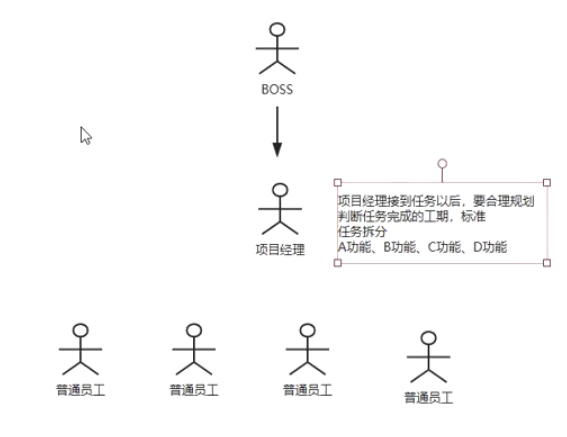 BOSS
项目经理接到任务以后，要合理规划
判断任务完成的工期，标准
任务拆分
A功能、B功能、C功能、D功能
项目经理
普通员工
普通员工
普通员工
普通员工